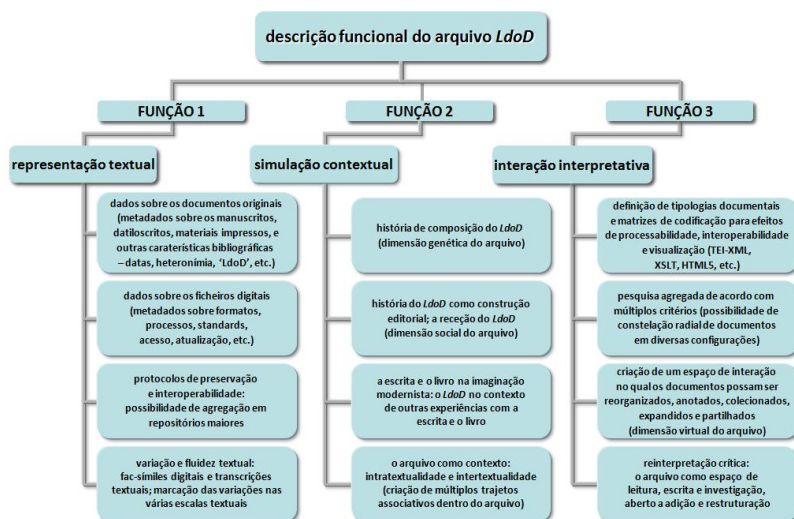 descrição funcional do arquivo LdoD
FUNÇÃO 1
representação textual
dados sobre os documentos originais
(metadados sobre os manuscritos,
datiloscritos, materiais impressos, e
outras caraterísticas bibliográficas
– datas, heteronímia, ‘LdoD’, etc.)
dados sobre os ficheiros digitais
(metadados sobre formatos,
processos, standards,
acesso, atualização, etc.)
protocolos de preservação
e interoperabilidade:
possibilidade de agregação em
repositórios maiores
variação e fluidez textual:
fac-símiles digitais e transcrições
textuais; marcação das variações nas
várias escalas textuais
FUNÇÃO 2
simulação contextual
história de composição do LdoD
(dimensão genética do arquivo)
história do LdoD como construção
editorial; a receção do LdoD
(dimensão social do arquivo)
a escrita e o livro na imaginação
modernista: o LdoD no contexto
de outras experiências com a
escrita e o livro
o arquivo como contexto:
intratextualidade e intertextualidade
(criação de múltiplos trajetos
associativos dentro do arquivo)
FUNÇÃO 3
interação interpretativa
definição de tipologias documentais
e matrizes de codificação para efeitos
de processabilidade, interoperabilidade
e visualização (TEI-XML,
XSLT, HTML5, etc.)
pesquisa agregada de acordo com
múltiplos critérios (possibilidade de
constelação radial de documentos
em diversas configurações)
criação de um espaço de interação
no qual os documentos possam ser
reorganizados, anotados, colecionados,
expandidos e partilhados
(dimensão virtual do arquivo)
reinterpretação crítica:
o arquivo como espaço de
leitura, escrita e investigação,
aberto a adição e restruturação